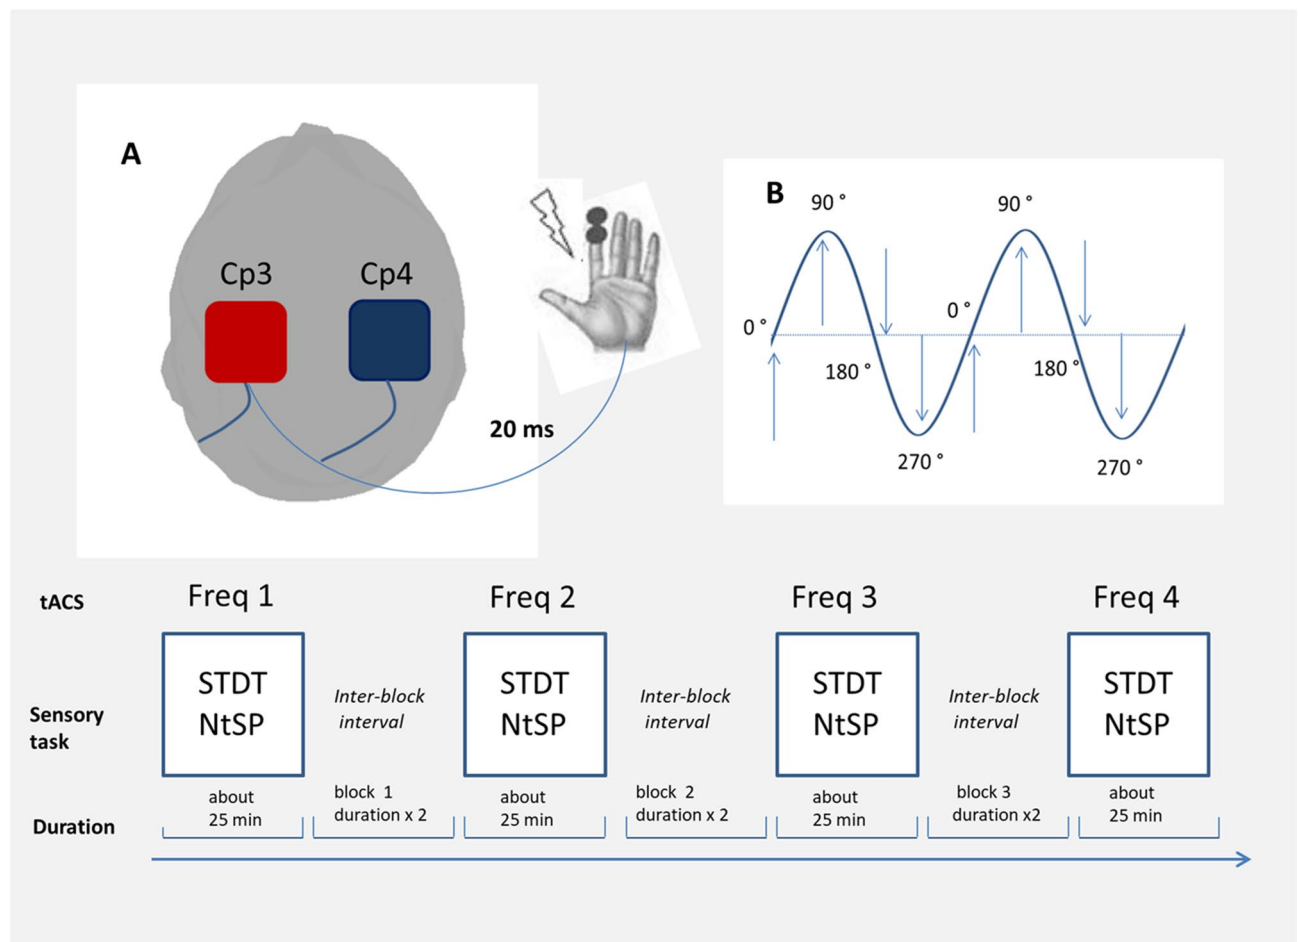 A
Cp3
Cp4
20 ms
B
90 °
90 °
0 °
0 °
180 °
180 °
270 °
270 °
tACS
Freq 1
Freq 2
Freq 3
Freq 4
Sensory
task
STDT
NtSP
Inter-block
interval
STDT
NtSP
Inter-block
interval
STDT
NtSP
Inter-block
interval
STDT
NtSP
Duration
about
25 min
block 1
duration x 2
about
25 min
block 2
duration x 2
about
25 min
block 3
duration x2
about
25 min